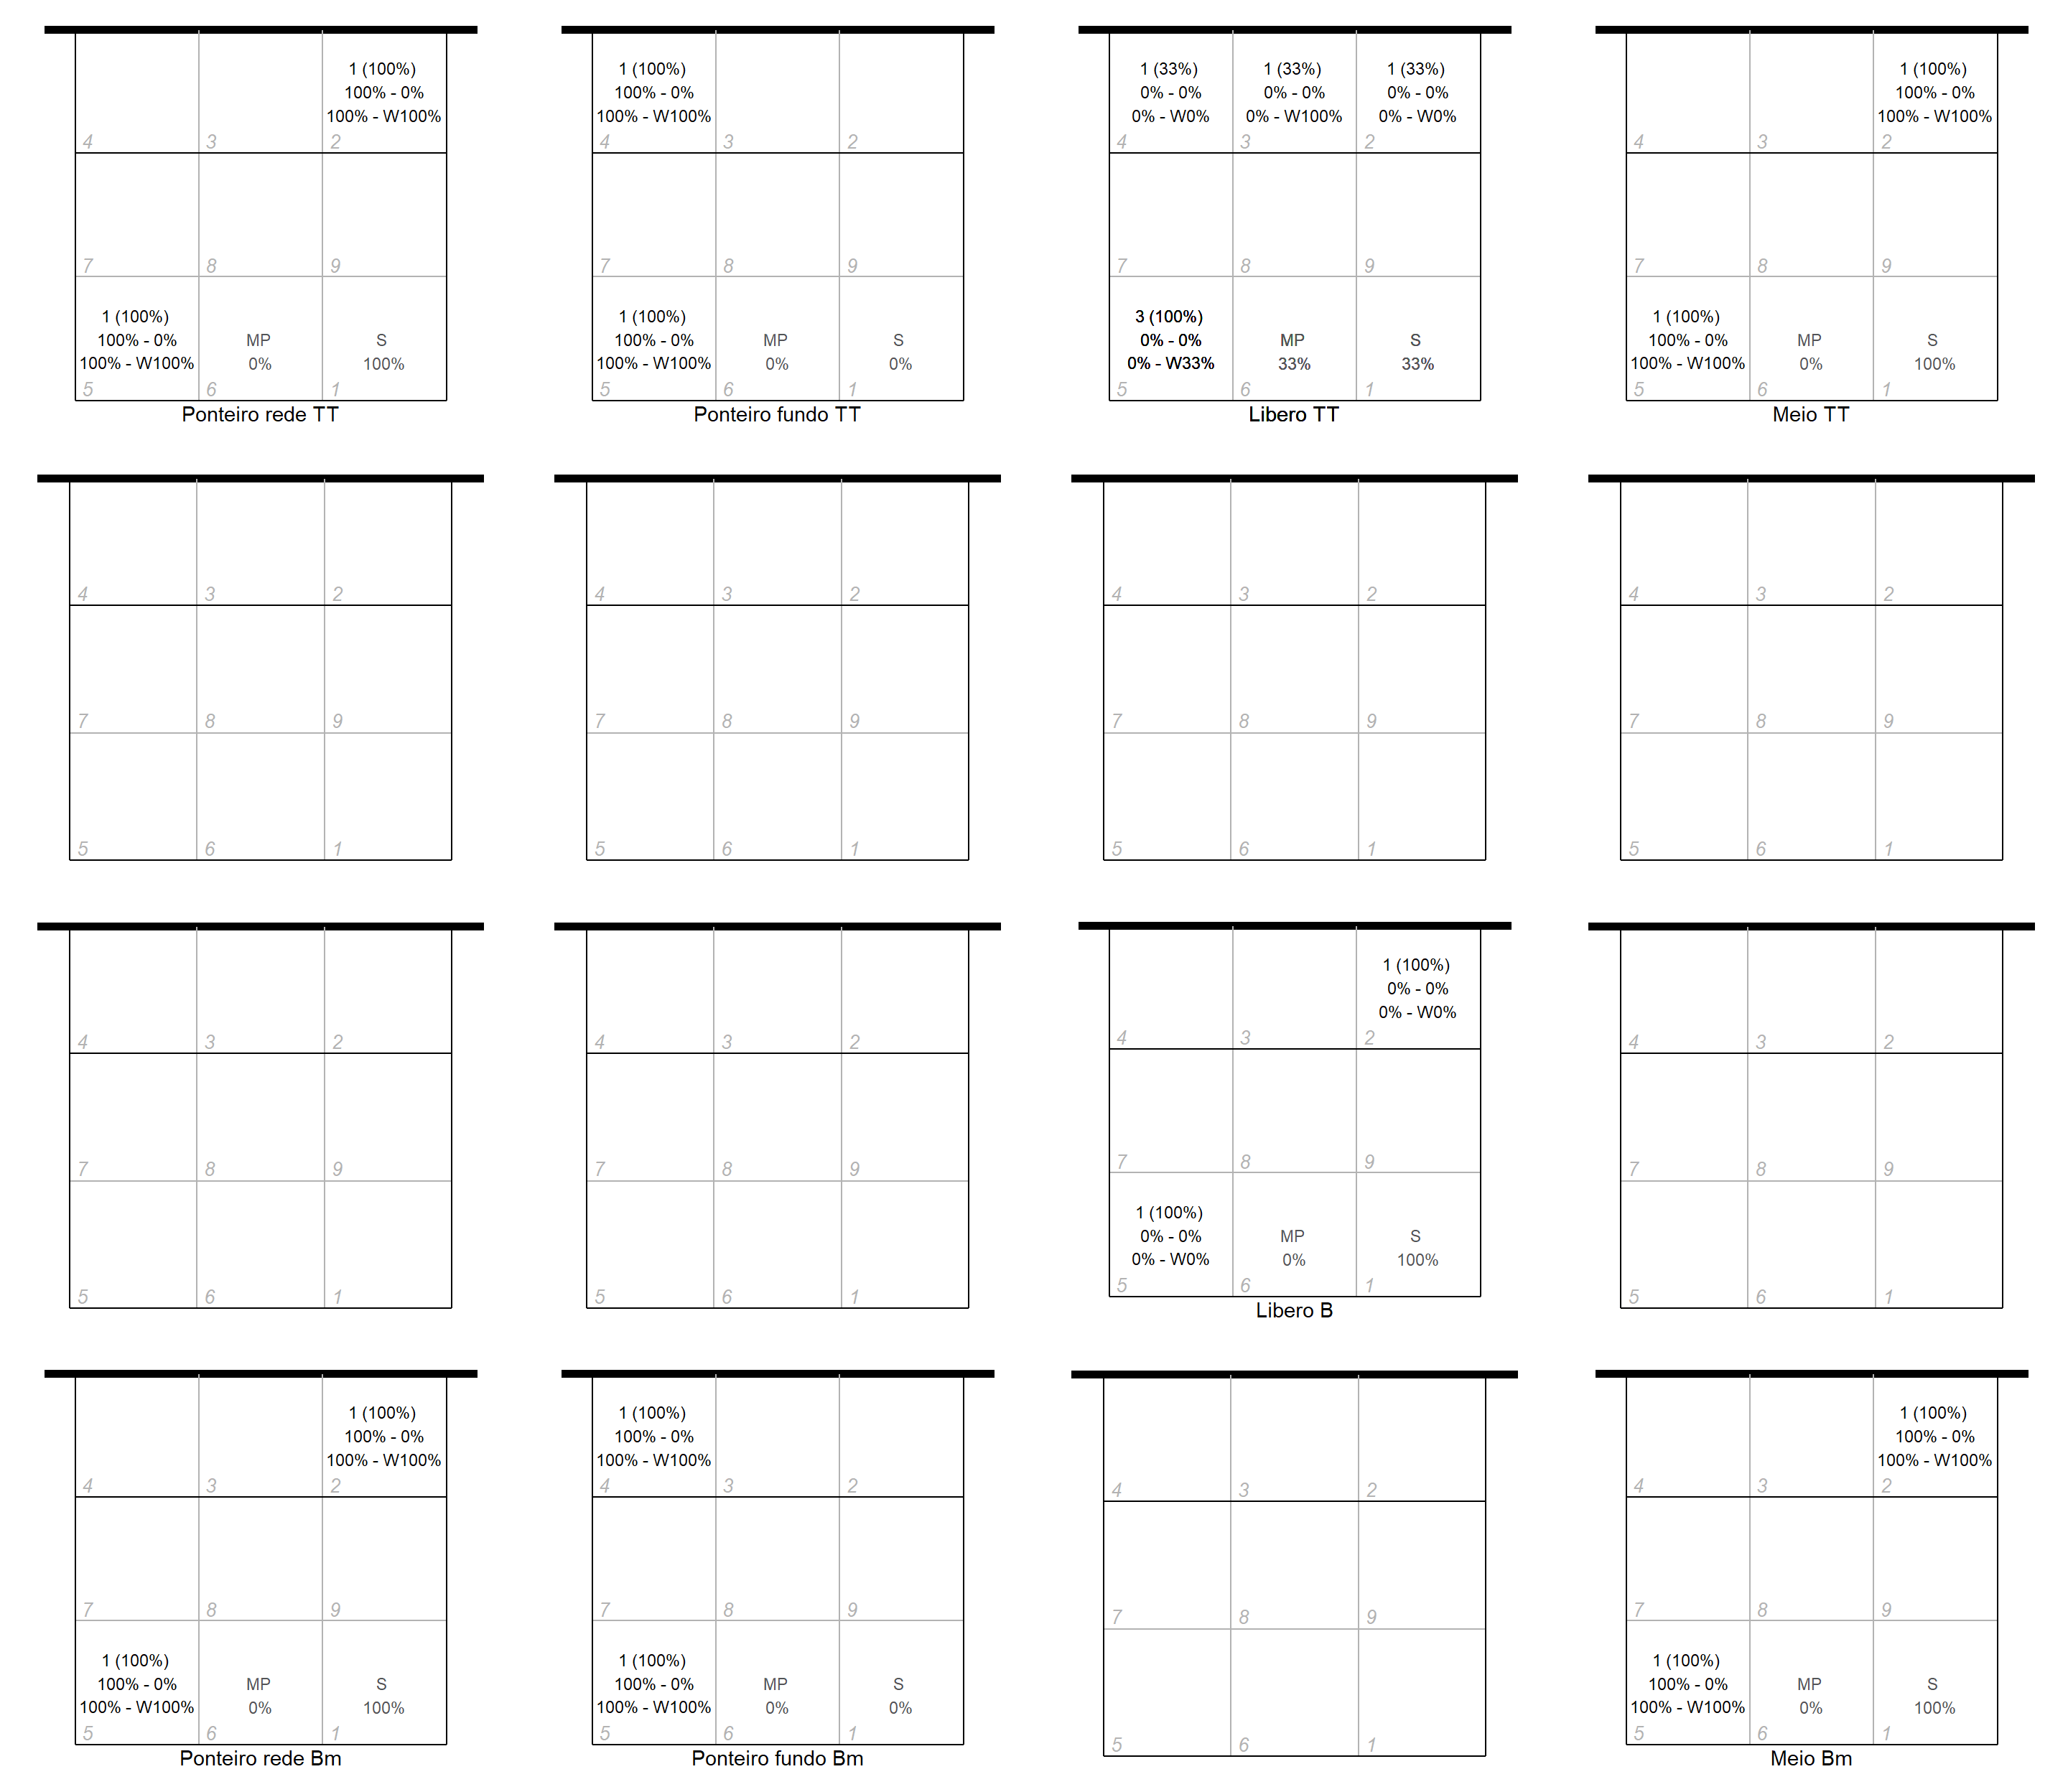 1 (100%)
100% - 0%
100% - W100%
4 3 2
7 8 9
1 (100%)
100% - 0% MP S
100% - W100% 0% 100%
5 6 1
Ponteiro rede TT
1 (100%)
100% - 0%
100% - W100%
4 3 2
7 8 9
1 (100%)
100% - 0% MP S
100% - W100% 0% 0%
5 6 1
Ponteiro fundo TT
1 (33%) 1 (33%) 1 (33%)
0% - 0% 0% - 0% 0% - 0%
0% - W0% 0% - W100% 0% - W0%
4 3 2
7 8 9
3 (100%)
0% - 0% MP S
0% - W33% 33% 33%
5 6 1
Libero TT
1 (100%)
100% - 0%
100% - W100%
4 3 2
7 8 9
1 (100%)
100% - 0% MP S
100% - W100% 0% 100%
5 6 1
Meio TT
4 3 2
7 8 9
5 6 1
4 3 2
7 8 9
5 6 1
4 3 2
7 8 9
5 6 1
4 3 2
7 8 9
5 6 1
4 3 2
7 8 9
5 6 1
4 3 2
7 8 9
5 6 1
1 (100%)
0% - 0%
0% - W0%
4 3 2
7 8 9
1 (100%)
0% - 0% MP S
0% - W0% 0% 100%
5 6 1
Libero B
4 3 2
7 8 9
5 6 1
1 (100%)
100% - 0%
100% - W100%
4 3 2
7 8 9
1 (100%)
100% - 0% MP S
100% - W100% 0% 100%
5 6 1
Ponteiro rede Bm
1 (100%)
100% - 0%
100% - W100%
4 3 2
7 8 9
1 (100%)
100% - 0% MP S
100% - W100% 0% 0%
5 6 1
Ponteiro fundo Bm
4 3 2
7 8 9
5 6 1
1 (100%)
100% - 0%
100% - W100%
4 3 2
7 8 9
1 (100%)
100% - 0% MP S
100% - W100% 0% 100%
5 6 1
Meio Bm